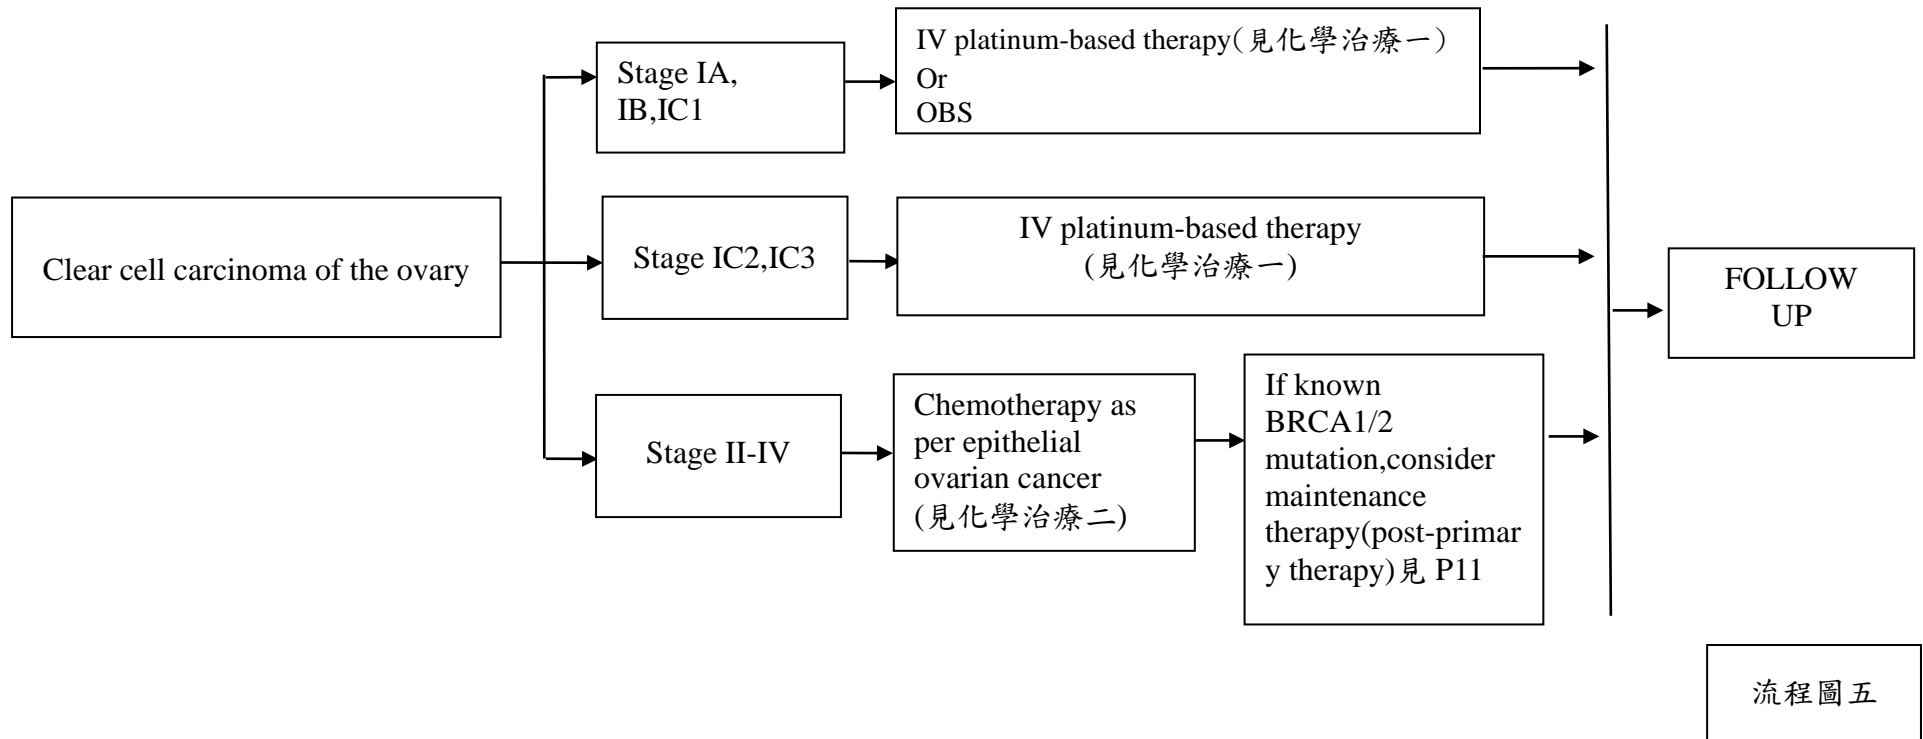 Clear cell carcinoma of the ovary
Stage IA,
IB,IC1
IV platinum-based therapy(見化學治療一)
Or
OBS
Stage IC2,IC3
IV platinum-based therapy
(見化學治療一)
Stage II-IV
Chemotherapy as
per epithelial
ovarian cancer
(見化學治療二)
If known
BRCA1/2
mutation,consider
maintenance
therapy(post-primar
y therapy)見 P11
FOLLOW
UP
流程圖五